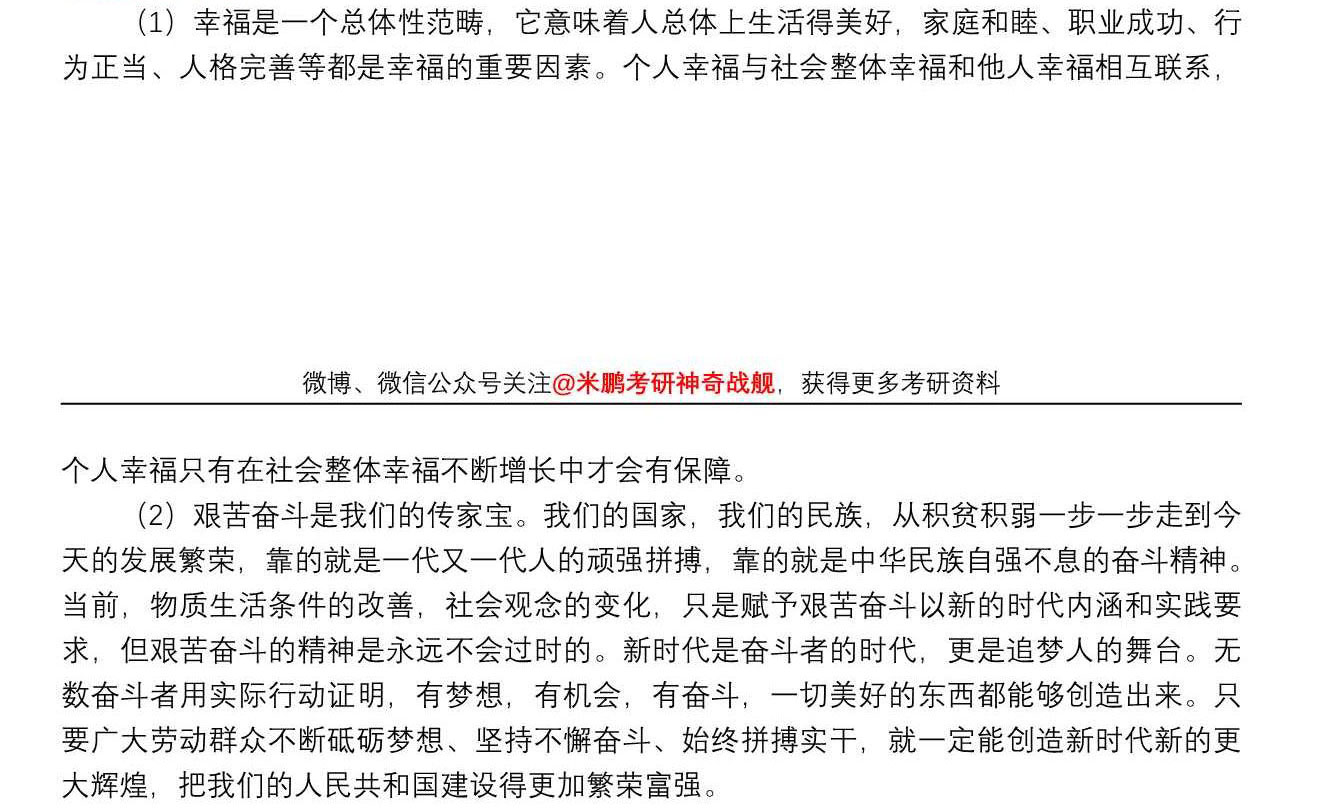 （1）幸福是一个总体性范畴，它意味着人总体上生活得美好，家庭和睦、职业成功、行
为正当、人格完善等都是幸福的重要因素。个人幸福与社会整体幸福和他人幸福相互联系，
微博、微信公众号关注@米鹏考研神奇战舰，获得更多考研资料
个人幸福只有在社会整体幸福不断增长中才会有保障。
（2）艰苦奋斗是我们的传家宝。我们的国家，我们的民族，从积贫积弱一步一步走到今
天的发展繁荣，靠的就是一代又一代人的顽强拼搏，靠的就是中华民族自强不息的奋斗精神。
当前，物质生活条件的改善，社会观念的变化，只是赋予艰苦奋斗以新的时代内涵和实践要
求，但艰苦奋斗的精神是永远不会过时的。新时代是奋斗者的时代，更是追梦人的舞台。无
数奋斗者用实际行动证明，有梦想，有机会，有奋斗，一切美好的东西都能够创造出来。只
要广大劳动群众不断砥砺梦想、坚持不懈奋斗、始终拼搏实干，就一定能创造新时代新的更
大辉煌，把我们的人民共和国建设得更加繁荣富强。